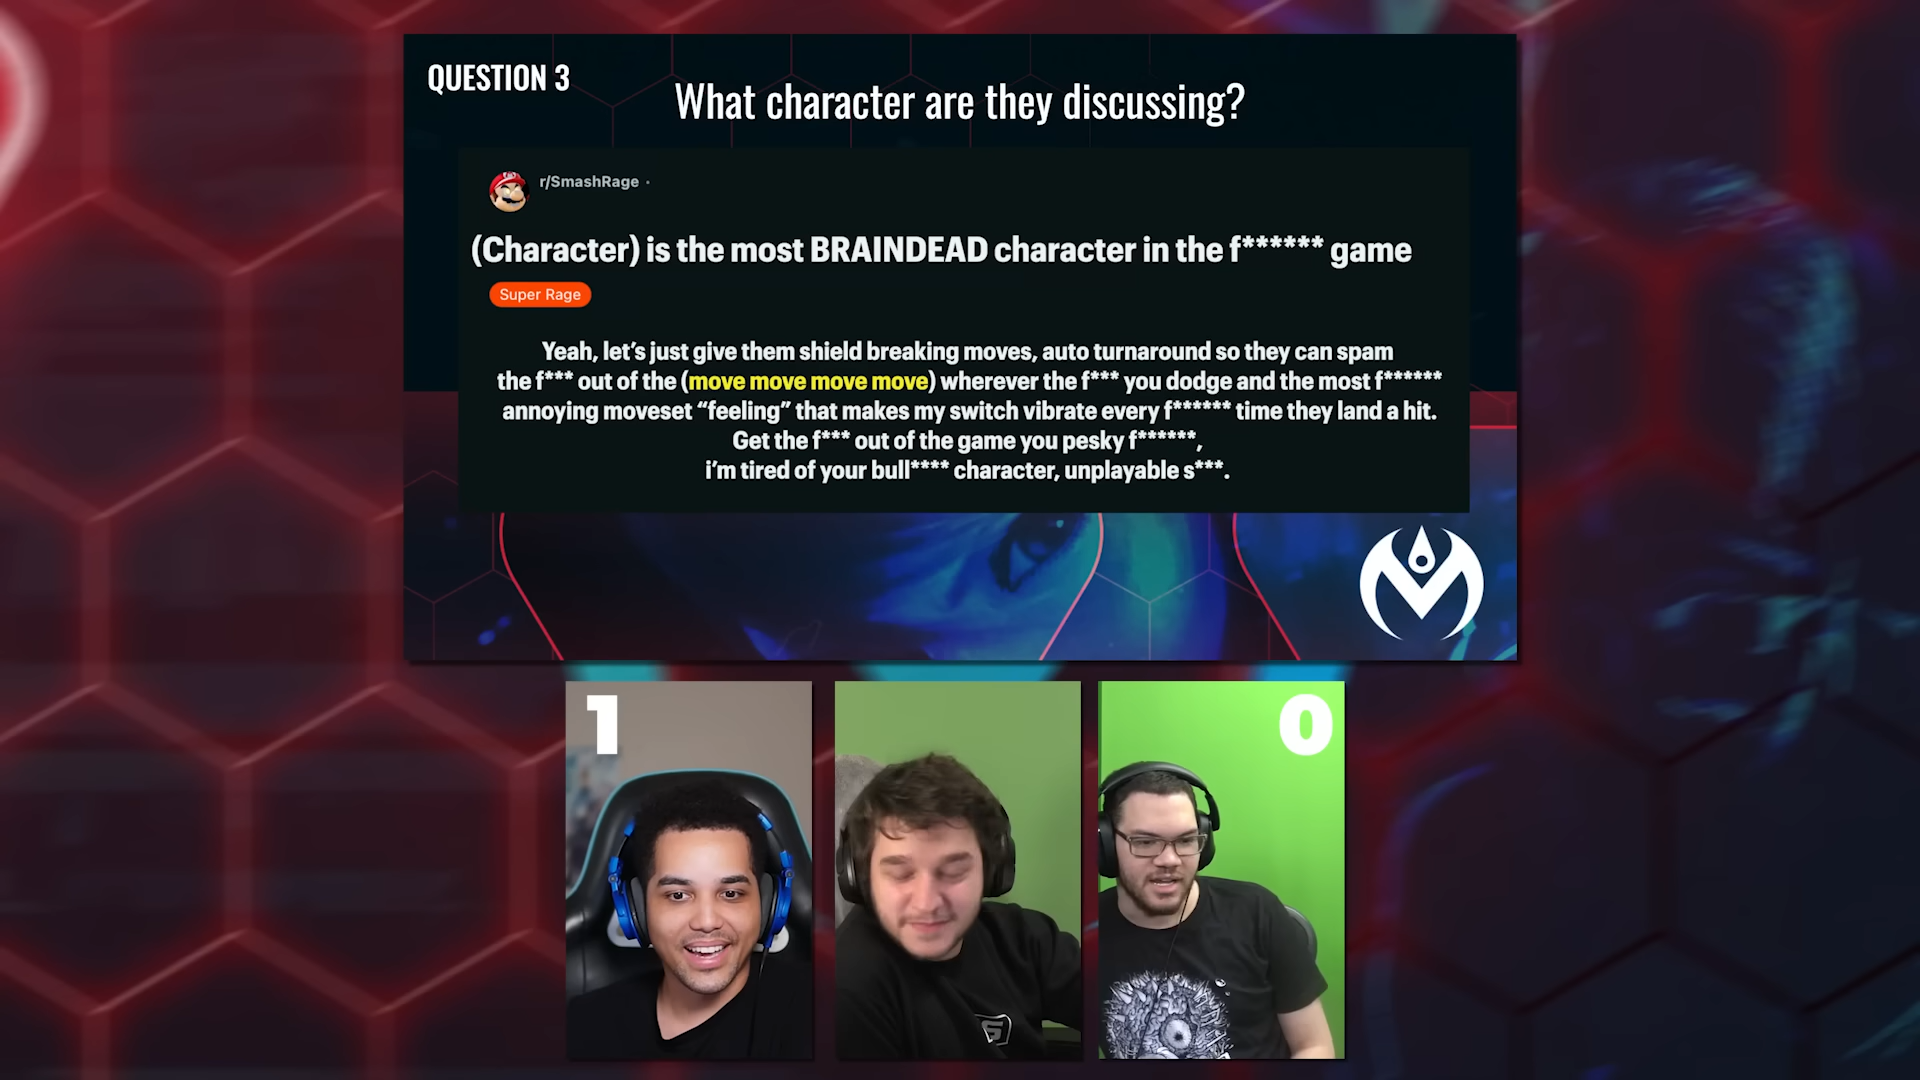 QUESTION 3
What character are they discussing?
r/SmashRage ·
(Character) is the most BRAINDEAD character in the f****** game
Super Rage
Yeah, let's just give them shield breaking moves, auto turnaround so they can spam
the f*** out of the (move move move move) wherever the f*** you dodge and the most f******
annoying moveset “feeling” that makes my switch vibrate every f****** time they land a hit.
Get the f*** out of the game you pesky f******,
i'm tired of your bull**** character, unplayable s***.
1
0
S